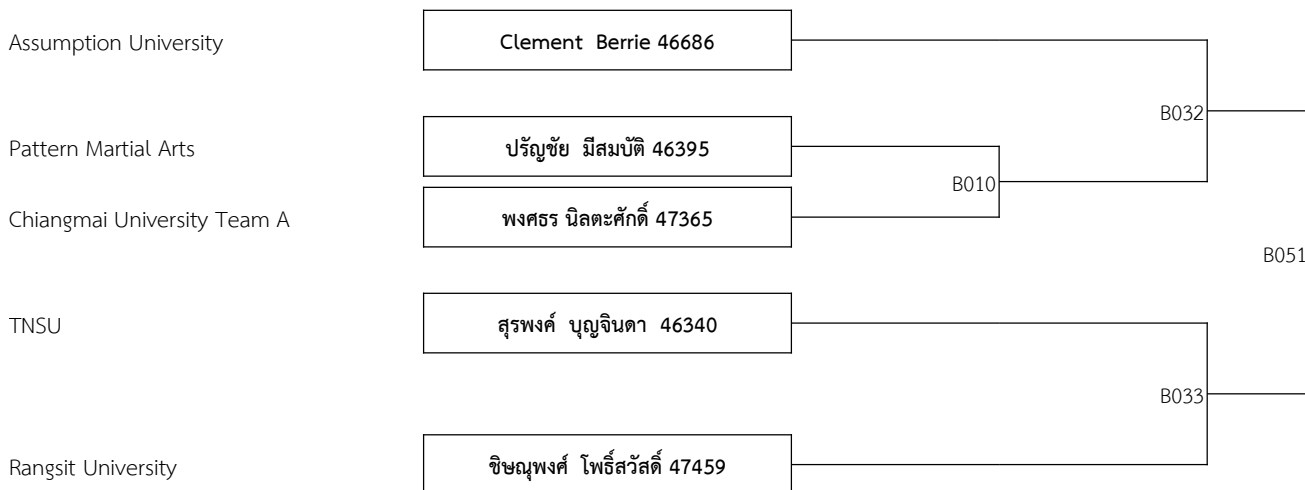 Assumption University
Clement Berrie 46686
B032
Pattern Martial Arts
ปรัญชัย มีสมบัติ 46395
B010
Chiangmai University Team A
พงศธร นิลตะศักดิ์ 47365
B051
TNSU
สุรพงค์ บุญจินดา 46340
B033
Rangsit University
ชิษณุพงศ์ โพธิ์สวัสดิ์ 47459